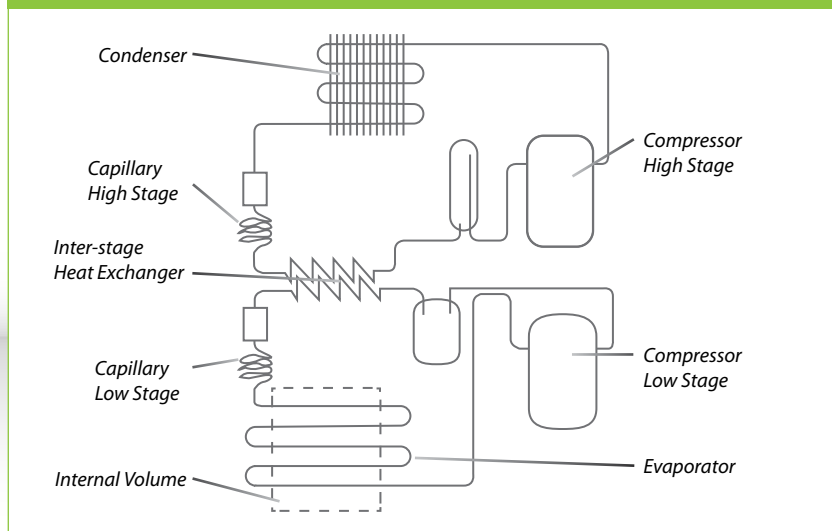 Condenser
Capillary
High Stage
Inter-stage
Heat Exchanger
Capillary
Low Stage
Internal Volume
Compressor
High Stage
Compressor
Low Stage
Evaporator